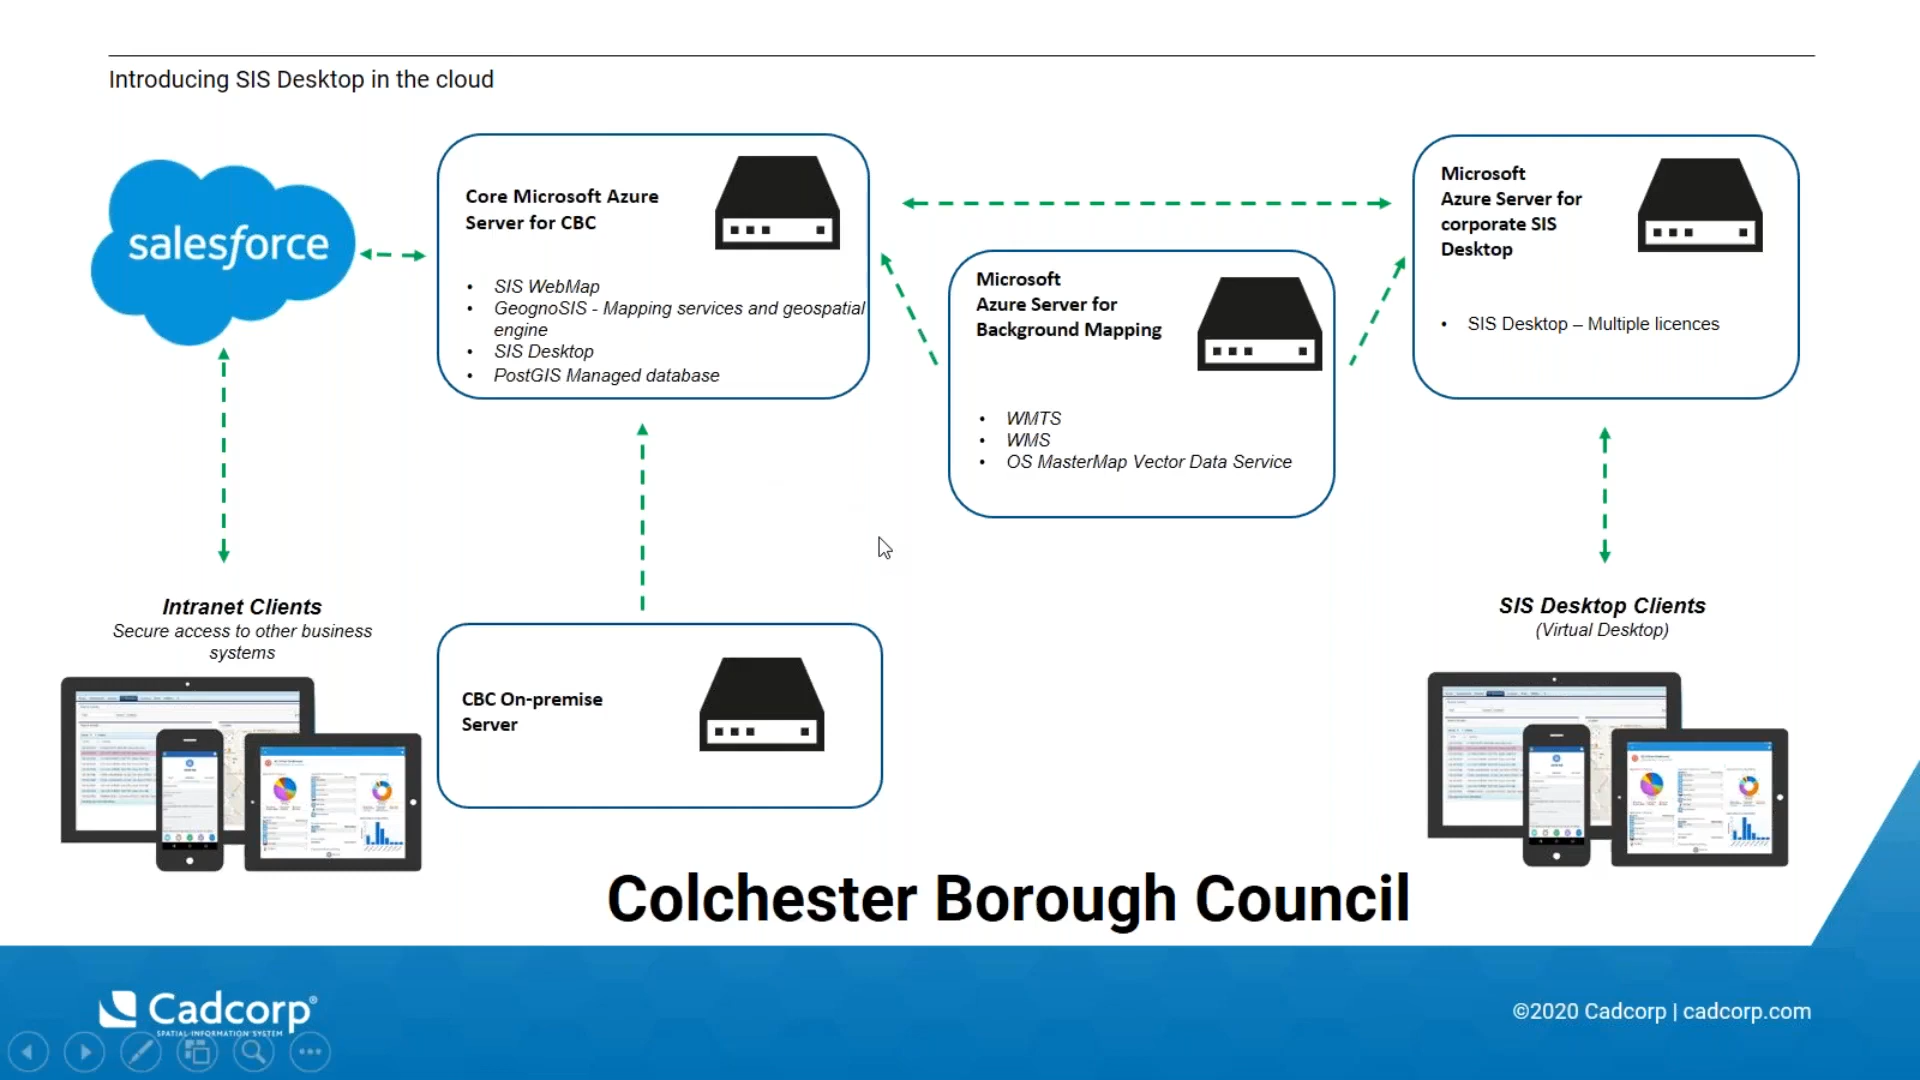 Introducing SIS Desktop in the cloud
salesforce
Core Microsoft Azure
Server for CBC
• SIS WebMap
• GeognoSIS - Mapping services and geospatial
engine
• SIS Desktop
• PostGIS Managed database
Microsoft
Azure Server for
Background Mapping
• WMTS
• WMS
• OS MasterMap Vector Data Service
Microsoft
Azure Server for
corporate SIS
Desktop
• SIS Desktop – Multiple licences
Intranet Clients
Secure access to other business
systems
CBC On-premise
Server
SIS Desktop Clients
(Virtual Desktop)
Colchester Borough Council
Cadcorp®
SPATIAL INFORMATION SYSTEM
©2020 Cadcorp | cadcorp.com